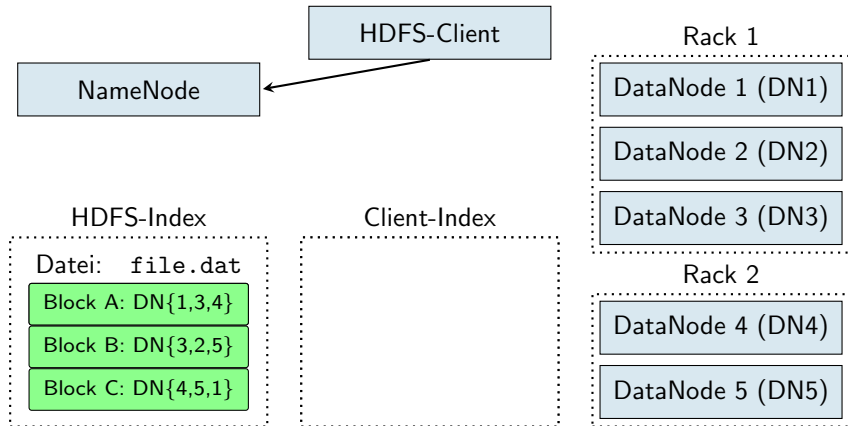 HDFS-Client
NameNode
Rack 1
DataNode 1 (DN1)
DataNode 2 (DN2)
DataNode 3 (DN3)
HDFS-Index
Datei: file.dat
Block A: DN{1,3,4}
Block B: DN{3,2,5}
Block C: DN{4,5,1}
Client-Index
Rack 2
DataNode 4 (DN4)
DataNode 5 (DN5)